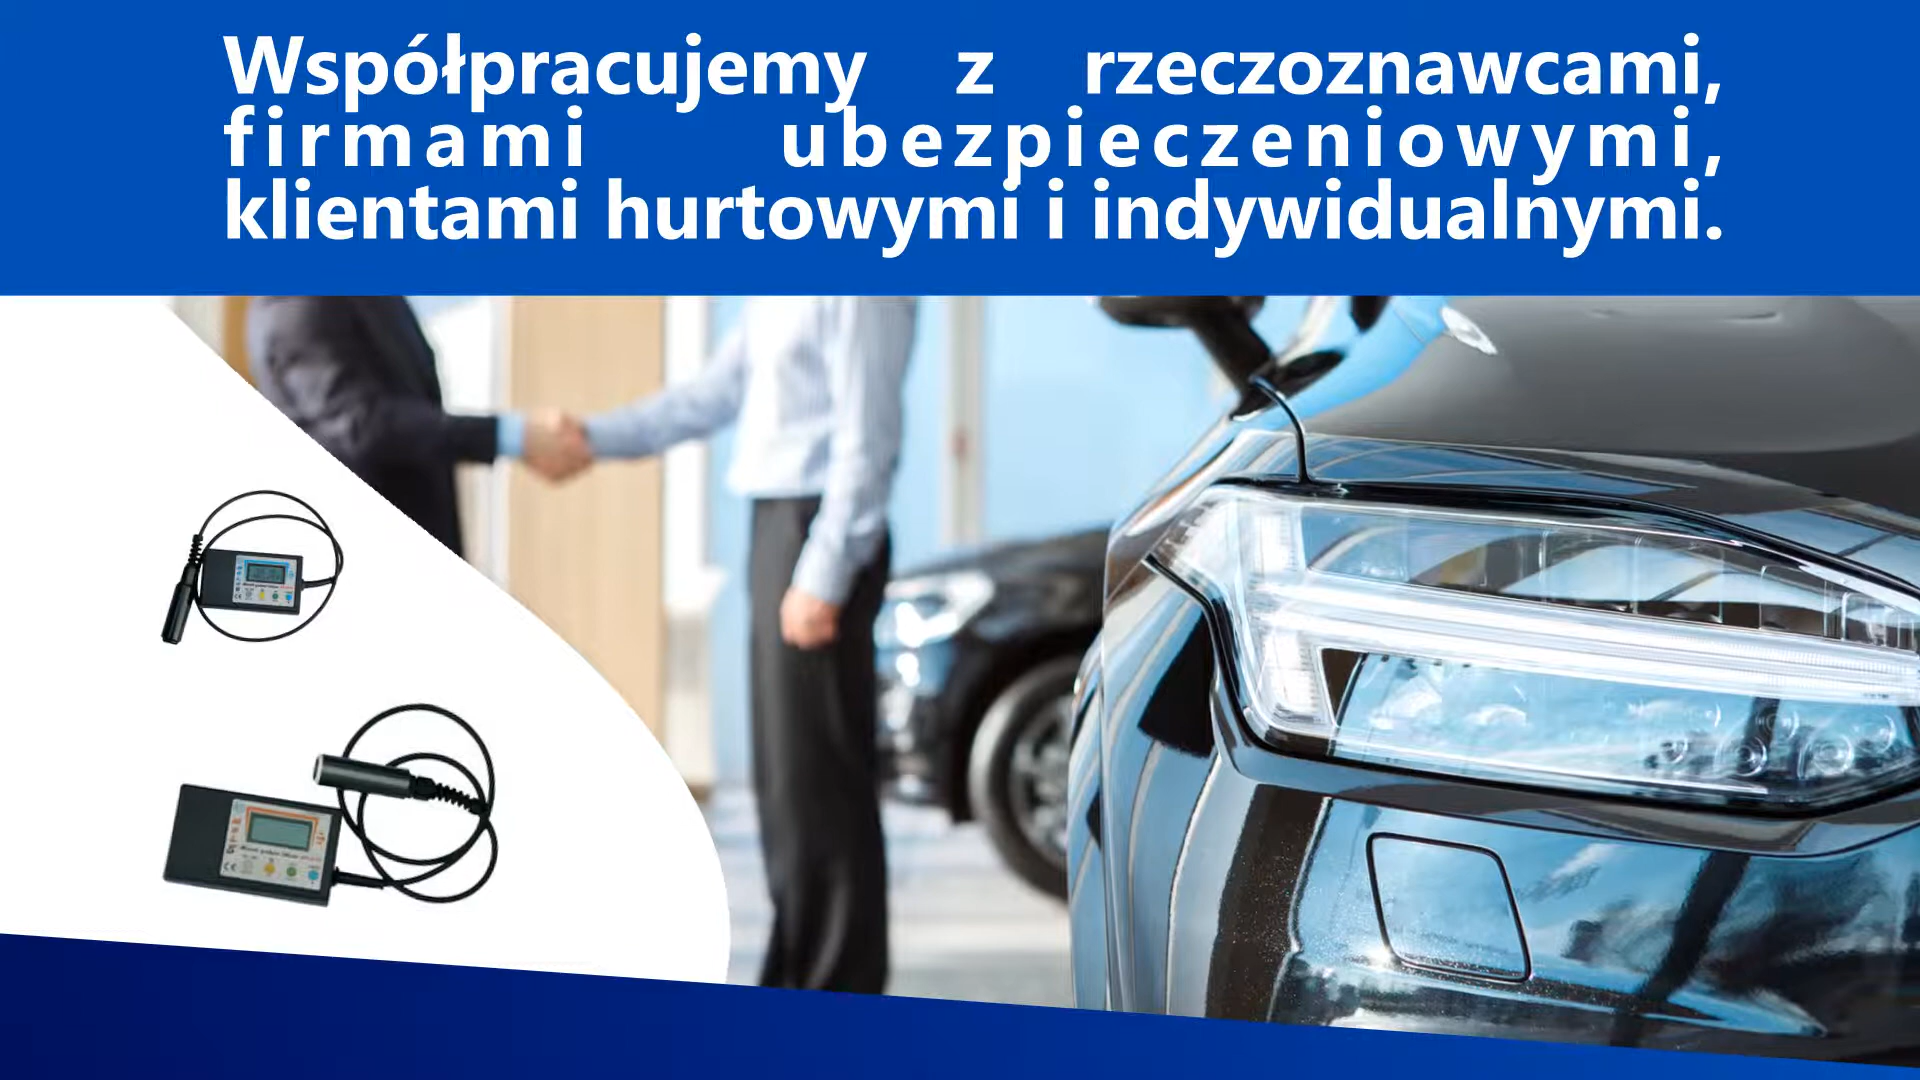 Współpracujemy z rzeczoznawcami,
firmami ubezpieczeniowymi,
klientami hurtowymi i indywidualnymi.